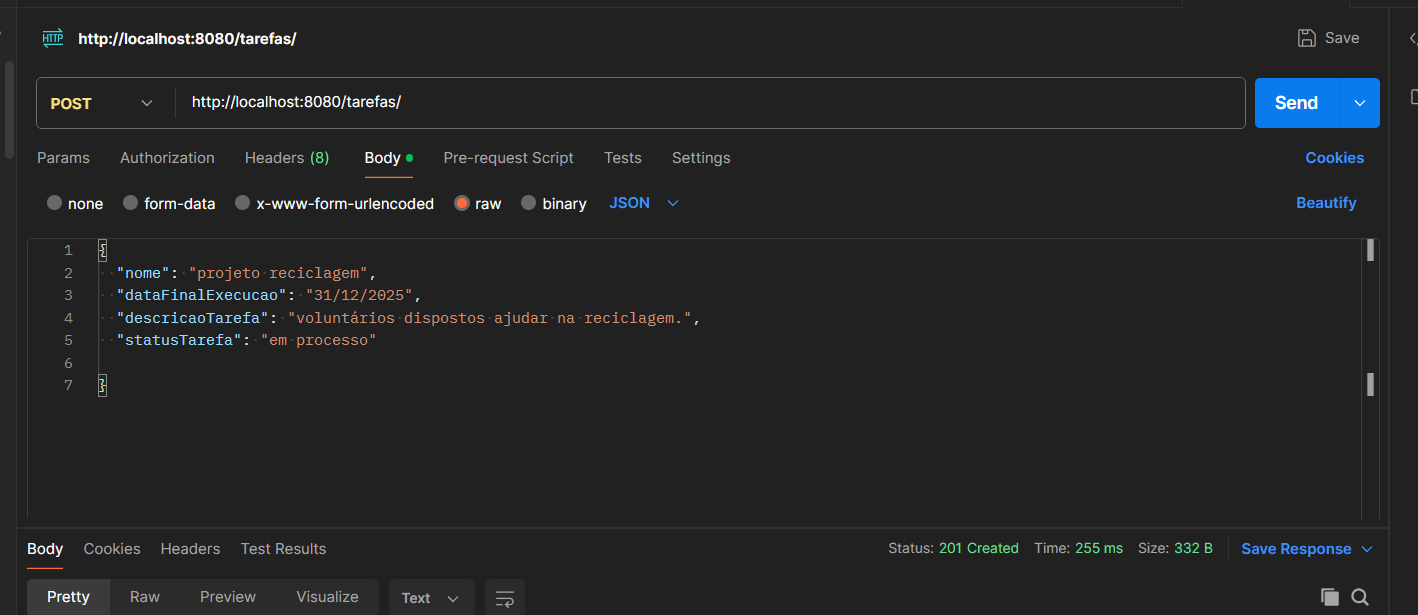 HTTP http://localhost:8080/tarefas/ Save
POST http://localhost:8080/tarefas/ Send
Params Authorization Headers (8) Body Pre-request Script Tests Settings Cookies
none form-data x-www-form-urlencoded raw binary JSON Beautify
1 {
2 "nome": "projeto reciclagem",
3 "dataFinalExecucao": "31/12/2025",
4 "descricaoTarefa": "voluntários dispostos ajudar na reciclagem.",
5 "statusTarefa": "em processo"
6
7 }
Body Cookies Headers Test Results Status: 201 Created Time: 255 ms Size: 332 B Save Response
Pretty Raw Preview Visualize Text